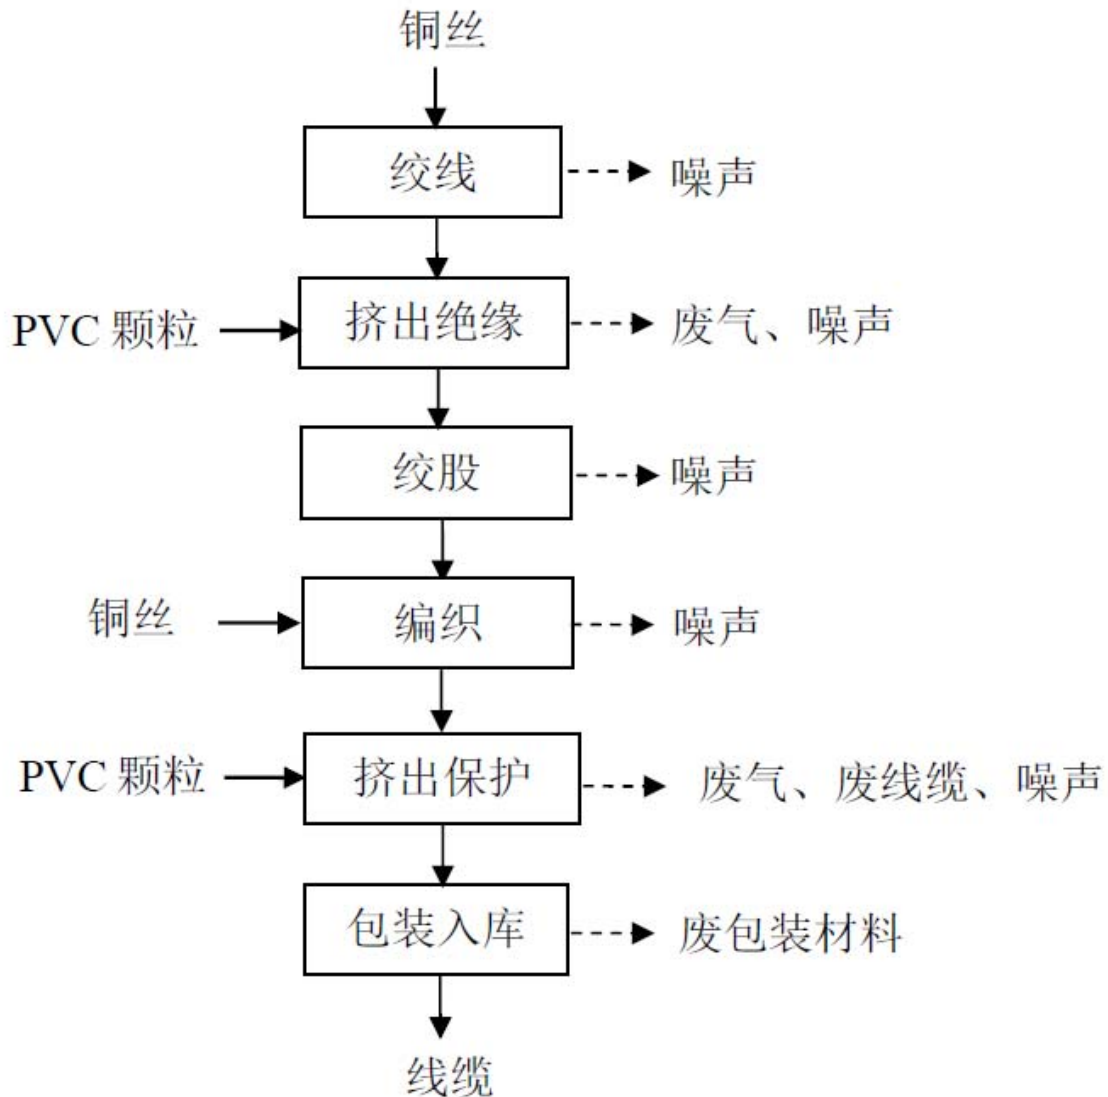 铜丝
绞线
噪声
PVC 颗粒
挤出绝缘
废气、噪声
绞股
噪声
铜丝
编织
噪声
PVC 颗粒
挤出保护
废气、废线缆、噪声
包装入库
废包装材料
线缆